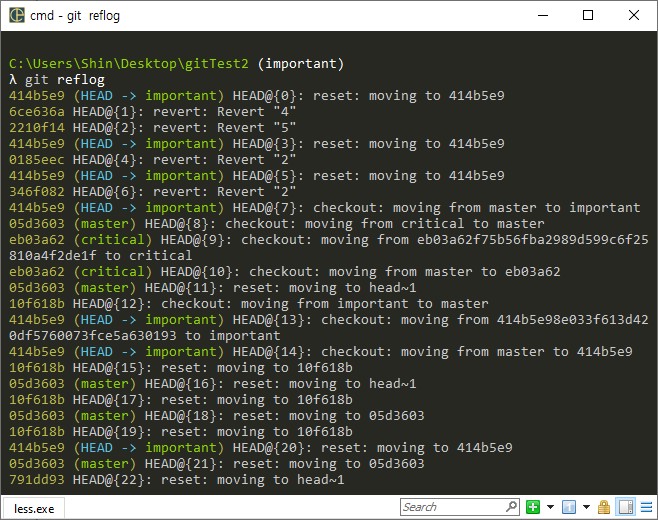 cmd - git  reflog
C:\Users\Shin\Desktop\gitTest2 (important)
λ git reflog
414b5e9 (HEAD -> important) HEAD@{0}: reset: moving to 414b5e9
6ce636a HEAD@{1}: revert: Revert "4"
2210f14 HEAD@{2}: revert: Revert "5"
414b5e9 (HEAD -> important) HEAD@{3}: reset: moving to 414b5e9
0185eec HEAD@{4}: revert: Revert "2"
414b5e9 (HEAD -> important) HEAD@{5}: reset: moving to 414b5e9
346f082 HEAD@{6}: revert: Revert "2"
414b5e9 (HEAD -> important) HEAD@{7}: checkout: moving from master to important
05d3603 (master) HEAD@{8}: checkout: moving from critical to master
eb03a62 (critical) HEAD@{9}: checkout: moving from eb03a62f75b56fba2989d599c6f25
810a4f2de1f to critical
eb03a62 (critical) HEAD@{10}: checkout: moving from master to eb03a62
05d3603 (master) HEAD@{11}: reset: moving to head~1
10f618b HEAD@{12}: checkout: moving from important to master
414b5e9 (HEAD -> important) HEAD@{13}: checkout: moving from 414b5e98e033f613d42
0df5760073fce5a630193 to important
414b5e9 (HEAD -> important) HEAD@{14}: checkout: moving from master to 414b5e9
10f618b HEAD@{15}: reset: moving to 10f618b
05d3603 (master) HEAD@{16}: reset: moving to head~1
10f618b HEAD@{17}: reset: moving to 10f618b
05d3603 (master) HEAD@{18}: reset: moving to 05d3603
10f618b HEAD@{19}: reset: moving to 10f618b
414b5e9 (HEAD -> important) HEAD@{20}: reset: moving to 414b5e9
05d3603 (master) HEAD@{21}: reset: moving to 05d3603
791dd93 HEAD@{22}: reset: moving to head~1
less.exe
Search